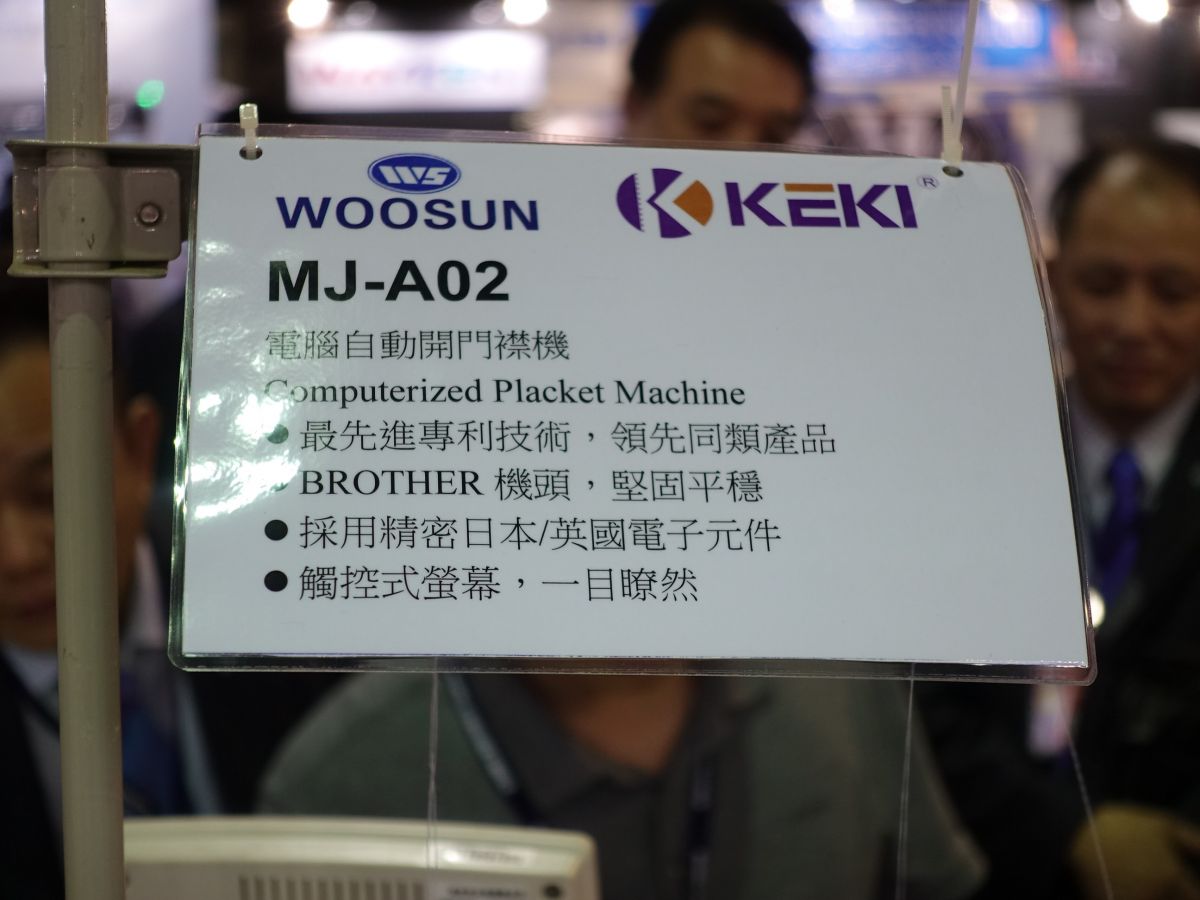 WS
WOOSUN
KEKI®
MJ-A02
電腦自動開門襟機
Computerized Placket Machine
● 最先進專利技術，領先同類產品
● BROTHER 機頭，堅固平穩
● 採用精密日本/英國電子元件
● 觸控式螢幕，一目瞭然